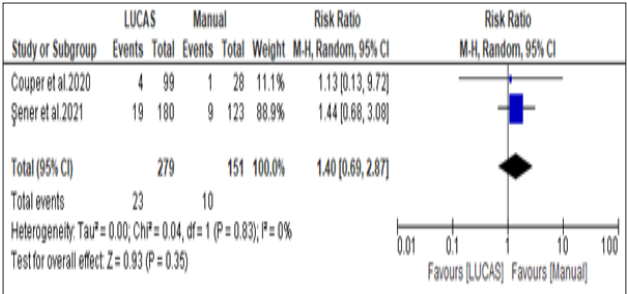 LUCAS Manual Risk Ratio Risk Ratio
Study or Subgroup Events Total Events Total Weight M-H, Random, 95% CI M-H, Random, 95% CI
Couper et al.2020 4 99 1 28 11.1% 1.13 [0.13, 9.72]
Şener et al.2021 19 180 9 123 88.9% 1.44 [0.68, 3.08]
Total (95% CI) 279 151 100.0% 1.40 [0.69, 2.87]
Total events 23 10
Heterogeneity: Tau² = 0.00; Chi² = 0.04, df = 1 (P = 0.83); I² = 0%
Test for overall effect: Z = 0.93 (P = 0.35)
0.01 0.1 1 10 100
Favours [LUCAS] Favours [Manual]